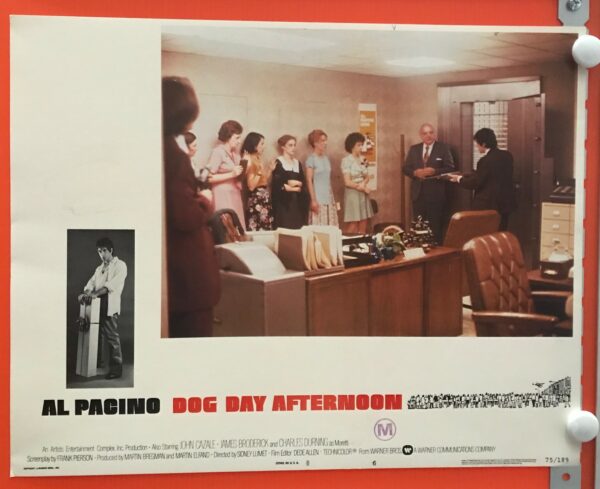 AL PACINO DOG DAY AFTERNOON
M
An Artists Entertainment Complex, Inc. Production • Also Starring JOHN CAZALE • JAMES BRODERICK and CHARLES DURNING as Moretti
Screenplay by FRANK PIERSON • Produced by MARTIN BREGMAN and MARTIN ELFAND • Directed by SIDNEY LUMET • Film Editor DEDE ALLEN • TECHNICOLOR® • From WARNER BROS. A WARNER COMMUNICATIONS COMPANY
6
75/189